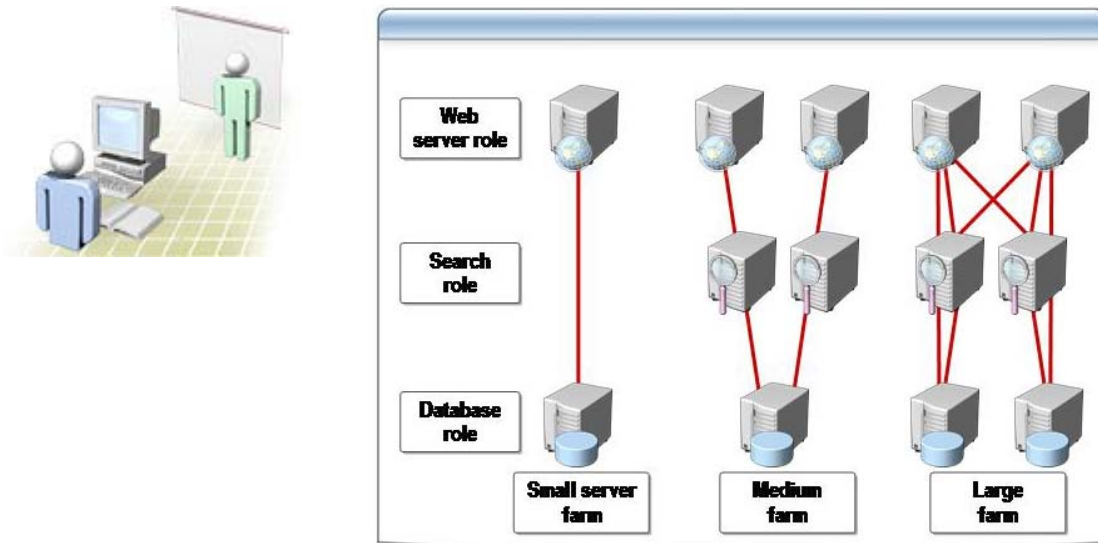 Web
server role
Search
role
Database
role
Small server
farm
Medium
farm
Large
farm